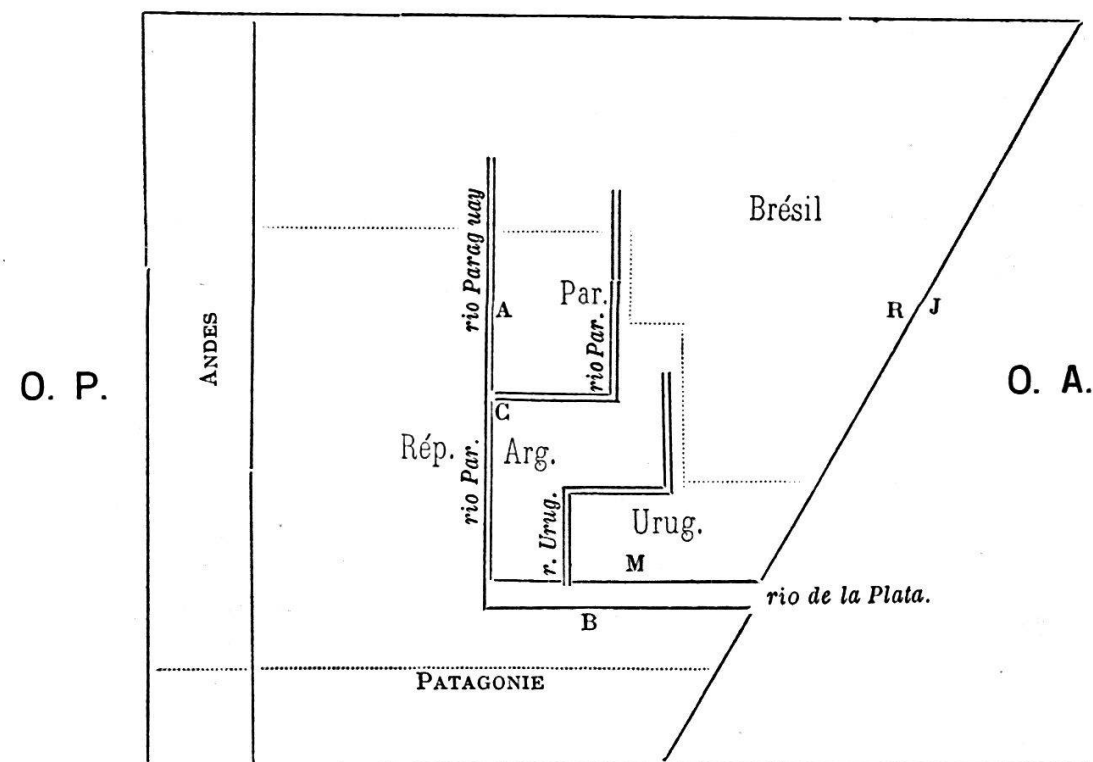 Brésil
rio Parag uay
Par.
A
R J
rio Par.
ANDES
O. P.
O. A.
C
Rép. Arg.
rio Par.
r. Urug.
Urug.
M
rio de la Plata.
B
PATAGONIE